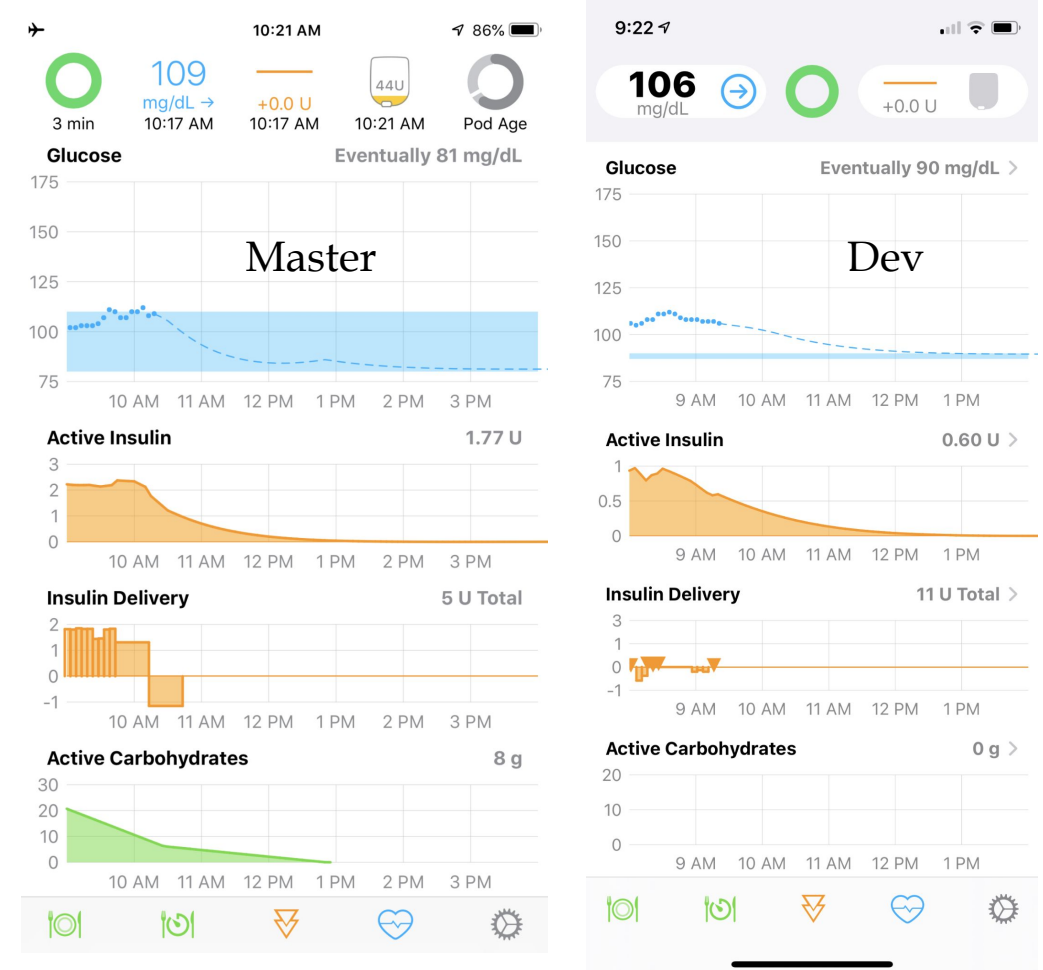 10:21 AM
86%
109
mg/dL →
+0.0 U
44U
3 min
10:17 AM
10:17 AM
10:21 AM
Pod Age
Glucose
Eventually 81 mg/dL
175
150
125
100
75
Master
10 AM 11 AM 12 PM 1 PM 2 PM 3 PM
Active Insulin
1.77 U
3
2
1
0
10 AM 11 AM 12 PM 1 PM 2 PM 3 PM
Insulin Delivery
5 U Total
2
1
0
-1
10 AM 11 AM 12 PM 1 PM 2 PM 3 PM
Active Carbohydrates
8 g
30
20
10
0
10 AM 11 AM 12 PM 1 PM 2 PM 3 PM
9:22
106
mg/dL
+0.0 U
Glucose
Eventually 90 mg/dL
175
150
125
100
75
Dev
9 AM 10 AM 11 AM 12 PM 1 PM
Active Insulin
0.60 U
1
0.5
0
9 AM 10 AM 11 AM 12 PM 1 PM
Insulin Delivery
11 U Total
3
1
0
-1
9 AM 10 AM 11 AM 12 PM 1 PM
Active Carbohydrates
0 g
20
10
0
9 AM 10 AM 11 AM 12 PM 1 PM